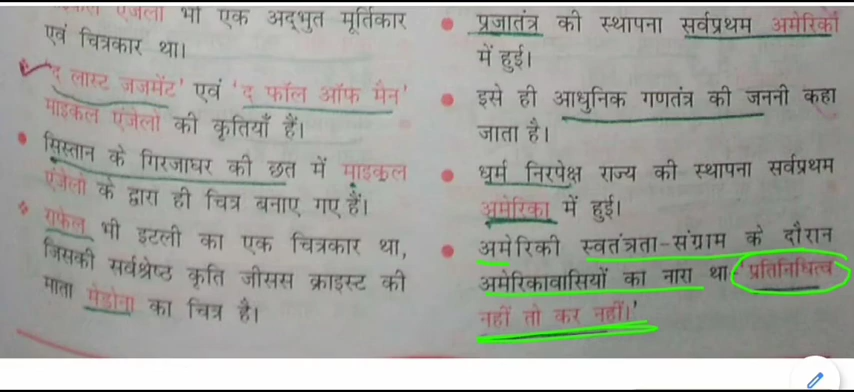 एंजेलो भी एक अद्भुत मूर्तिकार
एवं चित्रकार था।
'द लास्ट जजमेंट' एवं 'द फॉल ऑफ मैन'
माइकल एंजेलो की कृतियाँ हैं।
सिस्तान के गिरजाघर की छत में माइकल
एंजेलो के द्वारा ही चित्र बनाए गए हैं।
राफेल भी इटली का एक चित्रकार था,
जिसकी सर्वश्रेष्ठ कृति जीसस क्राइस्ट की
माता मेडोना का चित्र है।
प्रजातंत्र की स्थापना सर्वप्रथम अमेरिका
में हुई।
इसे ही आधुनिक गणतंत्र की जननी कहा
जाता है।
धर्म निरपेक्ष राज्य की स्थापना सर्वप्रथम
अमेरिका में हुई।
अमेरिकी स्वतंत्रता-संग्राम के दौरान
अमेरिकावासियों का नारा था 'प्रतिनिधित्व
नहीं तो कर नहीं।'